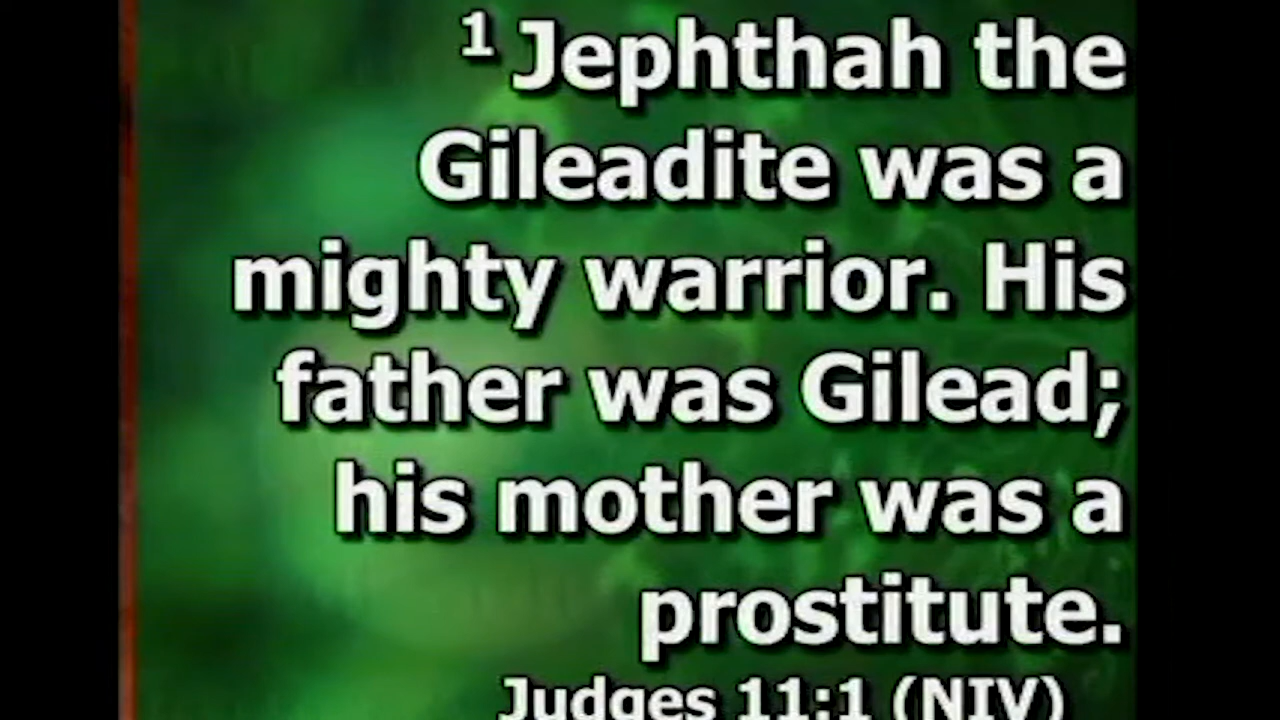 1 Jephthah the
Gileadite was a
mighty warrior. His
father was Gilead;
his mother was a
prostitute.
Judges 11:1 (NIV)